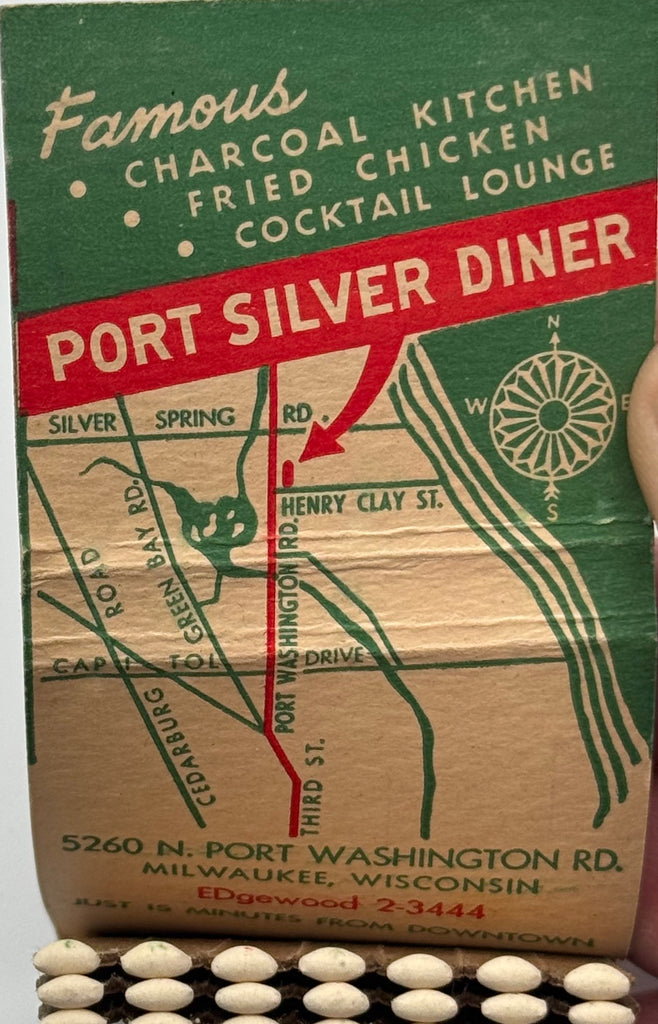 Famous
• CHARCOAL KITCHEN
• FRIED CHICKEN
• COCKTAIL LOUNGE
PORT SILVER DINER
N
W E
S
SILVER SPRING RD.
HENRY CLAY ST.
GREEN BAY RD.
CEDARBURG ROAD
PORT WASHINGTON RD.
CAPITOL DRIVE
THIRD ST.
5260 N. PORT WASHINGTON RD.
MILWAUKEE, WISCONSIN
EDgewood 2-3444
JUST 15 MINUTES FROM DOWNTOWN